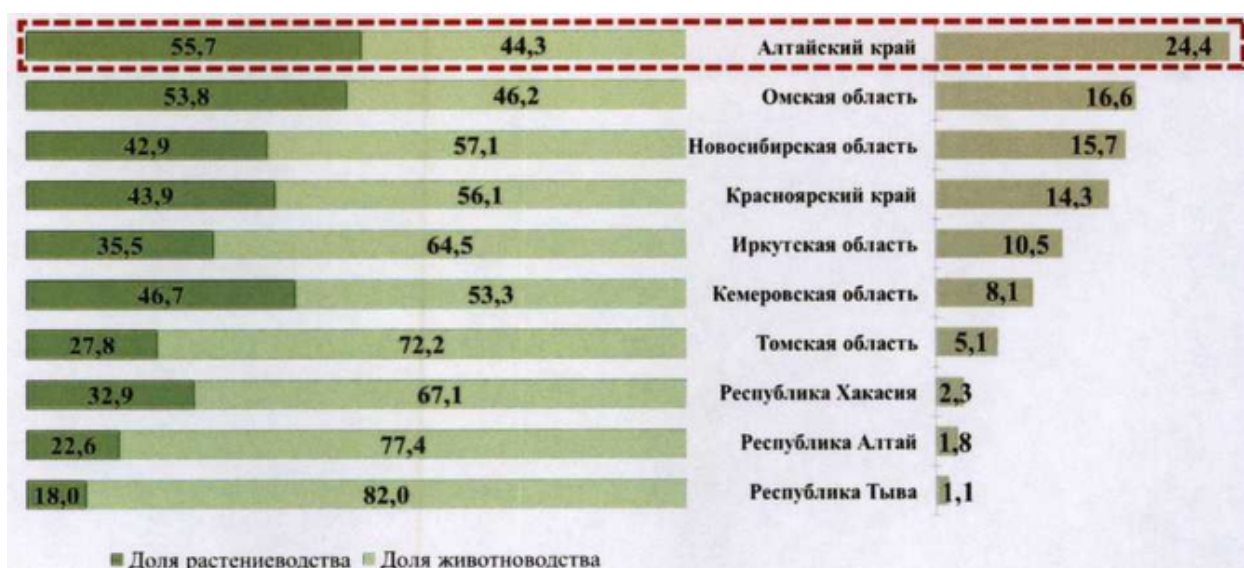 55,7 44,3 Алтайский край 24,4
53,8 46,2 Омская область 16,6
42,9 57,1 Новосибирская область 15,7
43,9 56,1 Красноярский край 14,3
35,5 64,5 Иркутская область 10,5
46,7 53,3 Кемеровская область 8,1
27,8 72,2 Томская область 5,1
32,9 67,1 Республика Хакасия 2,3
22,6 77,4 Республика Алтай 1,8
18,0 82,0 Республика Тыва 1,1
Доля растениеводства Доля животноводства